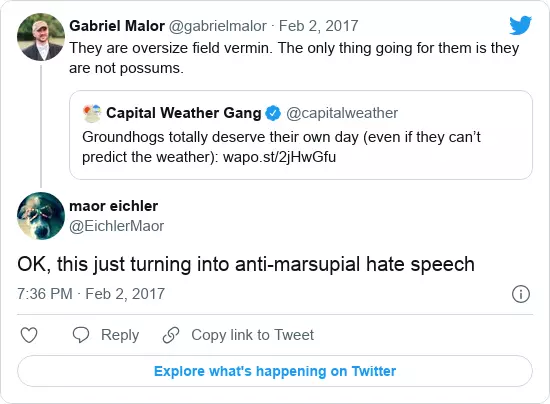 Gabriel Malor @gabrielmalor · Feb 2, 2017
They are oversize field vermin. The only thing going for them is they
are not possums.
Capital Weather Gang @capitalweather
Groundhogs totally deserve their own day (even if they can't
predict the weather): wapo.st/2jHwGfu
maor eichler
@EichlerMaor
OK, this just turning into anti-marsupial hate speech
7:36 PM · Feb 2, 2017
Reply Copy link to Tweet
Explore what's happening on Twitter